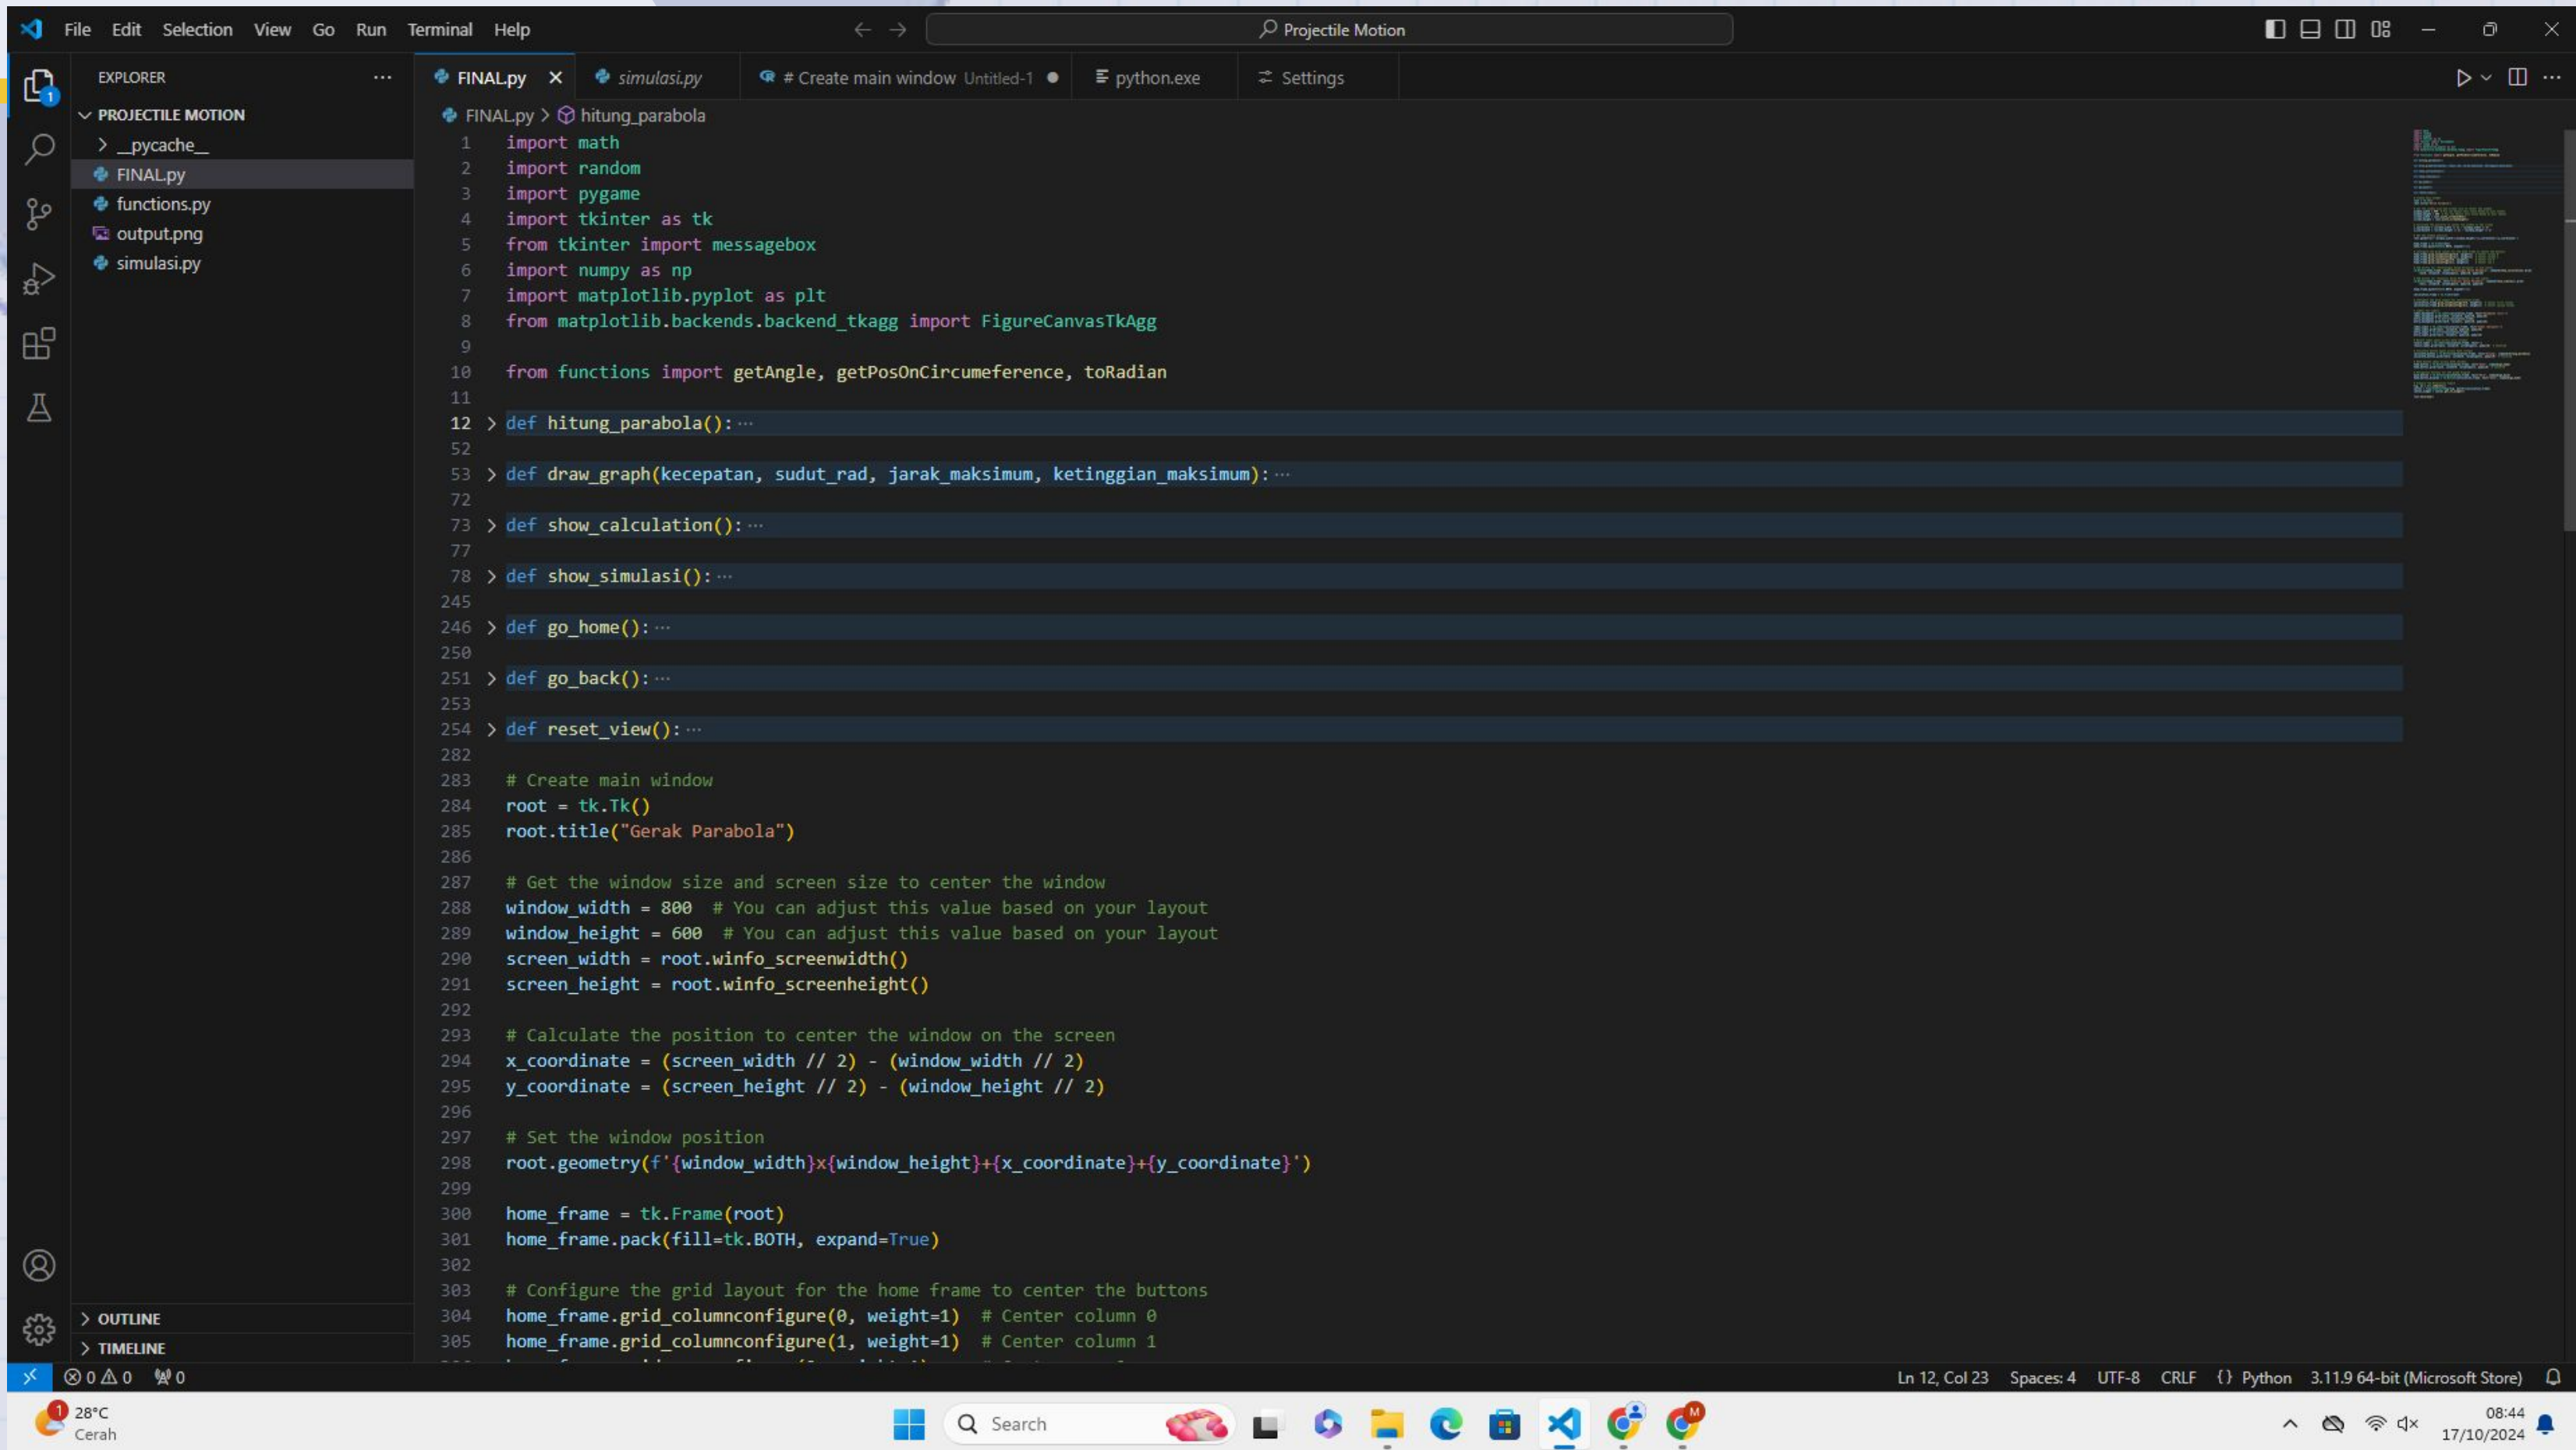 File Edit Selection View Go Run Terminal Help
Projectile Motion
EXPLORER
FINAL.py
simulasi.py
# Create main window Untitled-1
python.exe
Settings
1
PROJECTILE MOTION
__pycache__
FINAL.py
functions.py
output.png
simulasi.py
OUTLINE
TIMELINE
FINAL.py > hitung_parabola
1 import math
2 import random
3 import pygame
4 import tkinter as tk
5 from tkinter import messagebox
6 import numpy as np
7 import matplotlib.pyplot as plt
8 from matplotlib.backends.backend_tkagg import FigureCanvasTkAgg
9
10 from functions import getAngle, getPosOnCircumeference, toRadian
11
12 > def hitung_parabola(): ···
52
53 > def draw_graph(kecepatan, sudut_rad, jarak_maksimum, ketinggian_maksimum): ···
72
73 > def show_calculation(): ···
77
78 > def show_simulasi(): ···
245
246 > def go_home(): ···
250
251 > def go_back(): ···
253
254 > def reset_view(): ···
282
283 # Create main window
284 root = tk.Tk()
285 root.title("Gerak Parabola")
286
287 # Get the window size and screen size to center the window
288 window_width = 800 # You can adjust this value based on your layout
289 window_height = 600 # You can adjust this value based on your layout
290 screen_width = root.winfo_screenwidth()
291 screen_height = root.winfo_screenheight()
292
293 # Calculate the position to center the window on the screen
294 x_coordinate = (screen_width // 2) - (window_width // 2)
295 y_coordinate = (screen_height // 2) - (window_height // 2)
296
297 # Set the window position
298 root.geometry(f'{window_width}x{window_height}+{x_coordinate}+{y_coordinate}')
299
300 home_frame = tk.Frame(root)
301 home_frame.pack(fill=tk.BOTH, expand=True)
302
303 # Configure the grid layout for the home frame to center the buttons
304 home_frame.grid_columnconfigure(0, weight=1) # Center column 0
305 home_frame.grid_columnconfigure(1, weight=1) # Center column 1
0 0 0
Ln 12, Col 23 Spaces: 4 UTF-8 CRLF {} Python 3.11.9 64-bit (Microsoft Store)
1
28°C
Cerah
Search
M
08:44
17/10/2024